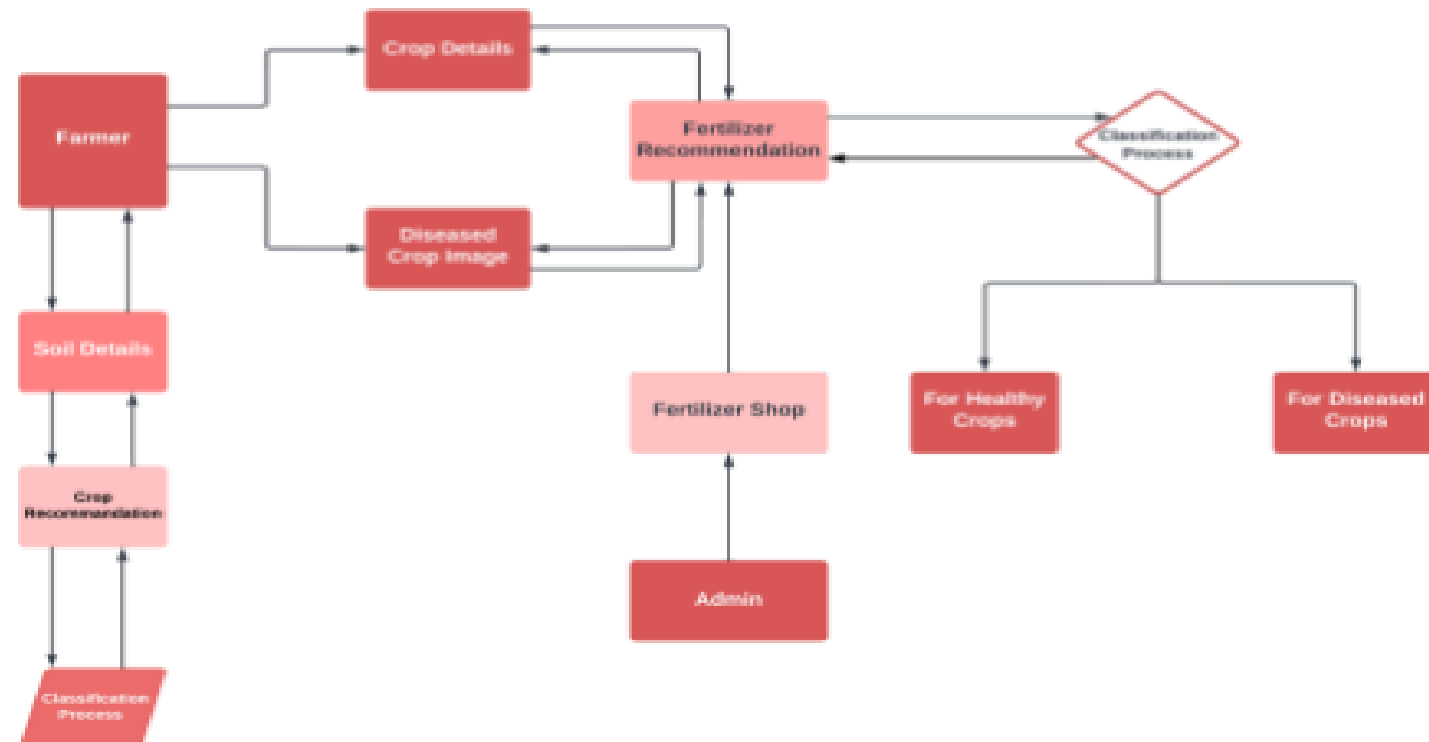 Crop Details
Farmer
Fertilizer
Recommendation
Classification
Process
Diseased
Crop Image
Soil Details
Fertilizer Shop
For Healthy
Crops
For Diseased
Crops
Crop
Recommandation
Admin
Classification
Process